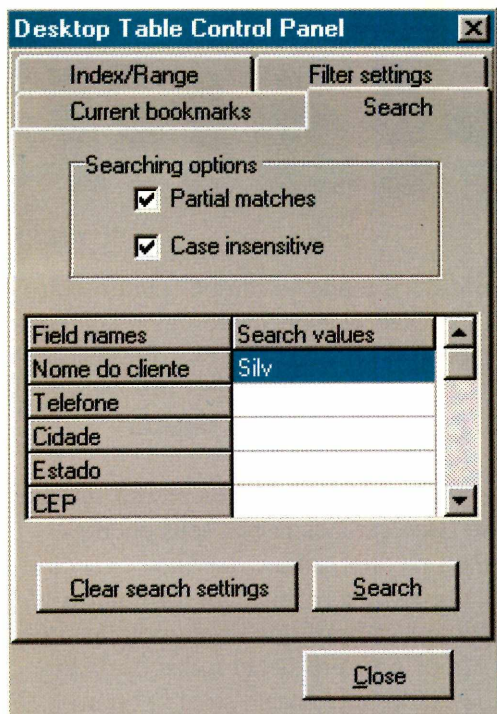 Desktop Table Control Panel
Index/Range Filter settings
Current bookmarks Search
Searching options
Partial matches
Case insensitive
Field names Search values
Nome do cliente Silv
Telefone
Cidade
Estado
CEP
Clear search settings Search
Close